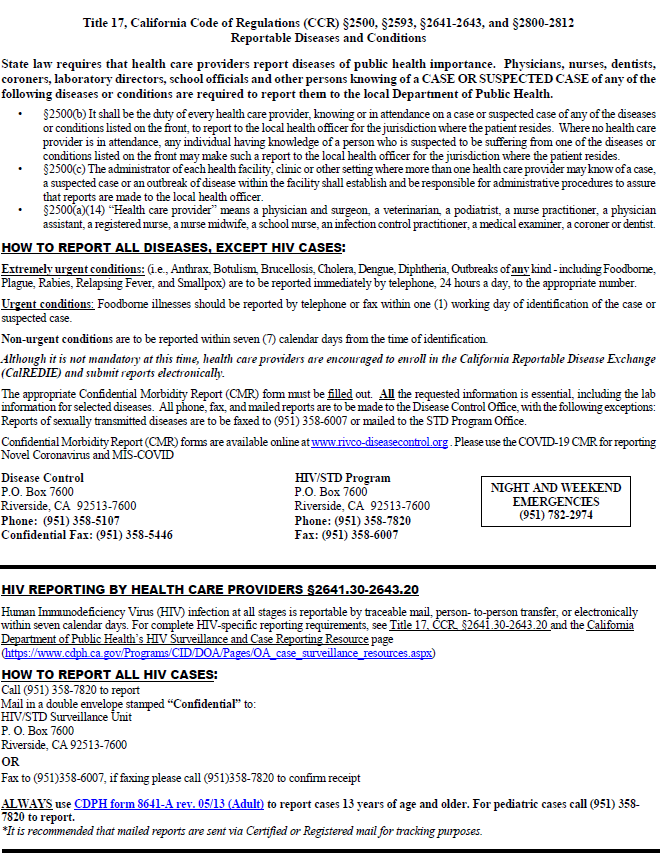 Title 17, California Code of Regulations (CCR) §2500, §2593, §2641-2643, and §2800-2812
Reportable Diseases and Conditions
State law requires that health care providers report diseases of public health importance. Physicians, nurses, dentists,
coroners, laboratory directors, school officials and other persons knowing of a CASE OR SUSPECTED CASE of any of the
following diseases or conditions are required to report them to the local Department of Public Health.
• §2500(b) It shall be the duty of every health care provider, knowing or in attendance on a case or suspected case of any of the diseases
or conditions listed on the front, to report to the local health officer for the jurisdiction where the patient resides. Where no health care
provider is in attendance, any individual having knowledge of a person who is suspected to be suffering from one of the diseases or
conditions listed on the front may make such a report to the local health officer for the jurisdiction where the patient resides.
• §2500(c) The administrator of each health facility, clinic or other setting where more than one health care provider may know of a case,
a suspected case or an outbreak of disease within the facility shall establish and be responsible for administrative procedures to assure
that reports are made to the local health officer.
• §2500(a)(14) “Health care provider” means a physician and surgeon, a veterinarian, a podiatrist, a nurse practitioner, a physician
assistant, a registered nurse, a nurse midwife, a school nurse, an infection control practitioner, a medical examiner, a coroner or dentist.
HOW TO REPORT ALL DISEASES, EXCEPT HIV CASES:
Extremely urgent conditions: (i.e., Anthrax, Botulism, Brucellosis, Cholera, Dengue, Diphtheria, Outbreaks of any kind - including Foodborne,
Plague, Rabies, Relapsing Fever, and Smallpox) are to be reported immediately by telephone, 24 hours a day, to the appropriate number.
Urgent conditions: Foodborne illnesses should be reported by telephone or fax within one (1) working day of identification of the case or
suspected case.
Non-urgent conditions are to be reported within seven (7) calendar days from the time of identification.
Although it is not mandatory at this time, health care providers are encouraged to enroll in the California Reportable Disease Exchange
(CalREDIE) and submit reports electronically.
The appropriate Confidential Morbidity Report (CMR) form must be filled out. All the requested information is essential, including the lab
information for selected diseases. All phone, fax, and mailed reports are to be made to the Disease Control Office, with the following exceptions:
Reports of sexually transmitted diseases are to be faxed to (951) 358-6007 or mailed to the STD Program Office.
Confidential Morbidity Report (CMR) forms are available online at www.rivco-diseasecontrol.org . Please use the COVID-19 CMR for reporting
Novel Coronavirus and MIS-COVID
Disease Control
P.O. Box 7600
Riverside, CA 92513-7600
Phone: (951) 358-5107
Confidential Fax: (951) 358-5446
HIV/STD Program
P.O. Box 7600
Riverside, CA 92513-7600
Phone: (951) 358-7820
Fax: (951) 358-6007
NIGHT AND WEEKEND
EMERGENCIES
(951) 782-2974
HIV REPORTING BY HEALTH CARE PROVIDERS §2641.30-2643.20
Human Immunodeficiency Virus (HIV) infection at all stages is reportable by traceable mail, person- to-person transfer, or electronically
within seven calendar days. For complete HIV-specific reporting requirements, see Title 17, CCR, §2641.30-2643.20 and the California
Department of Public Health’s HIV Surveillance and Case Reporting Resource page
(https://www.cdph.ca.gov/Programs/CID/DOA/Pages/OA_case_surveillance_resources.aspx)
HOW TO REPORT ALL HIV CASES:
Call (951) 358-7820 to report
Mail in a double envelope stamped “Confidential” to:
HIV/STD Surveillance Unit
P. O. Box 7600
Riverside, CA 92513-7600
OR
Fax to (951)358-6007, if faxing please call (951)358-7820 to confirm receipt
ALWAYS use CDPH form 8641-A rev. 05/13 (Adult) to report cases 13 years of age and older. For pediatric cases call (951) 358-
7820 to report.
*It is recommended that mailed reports are sent via Certified or Registered mail for tracking purposes.